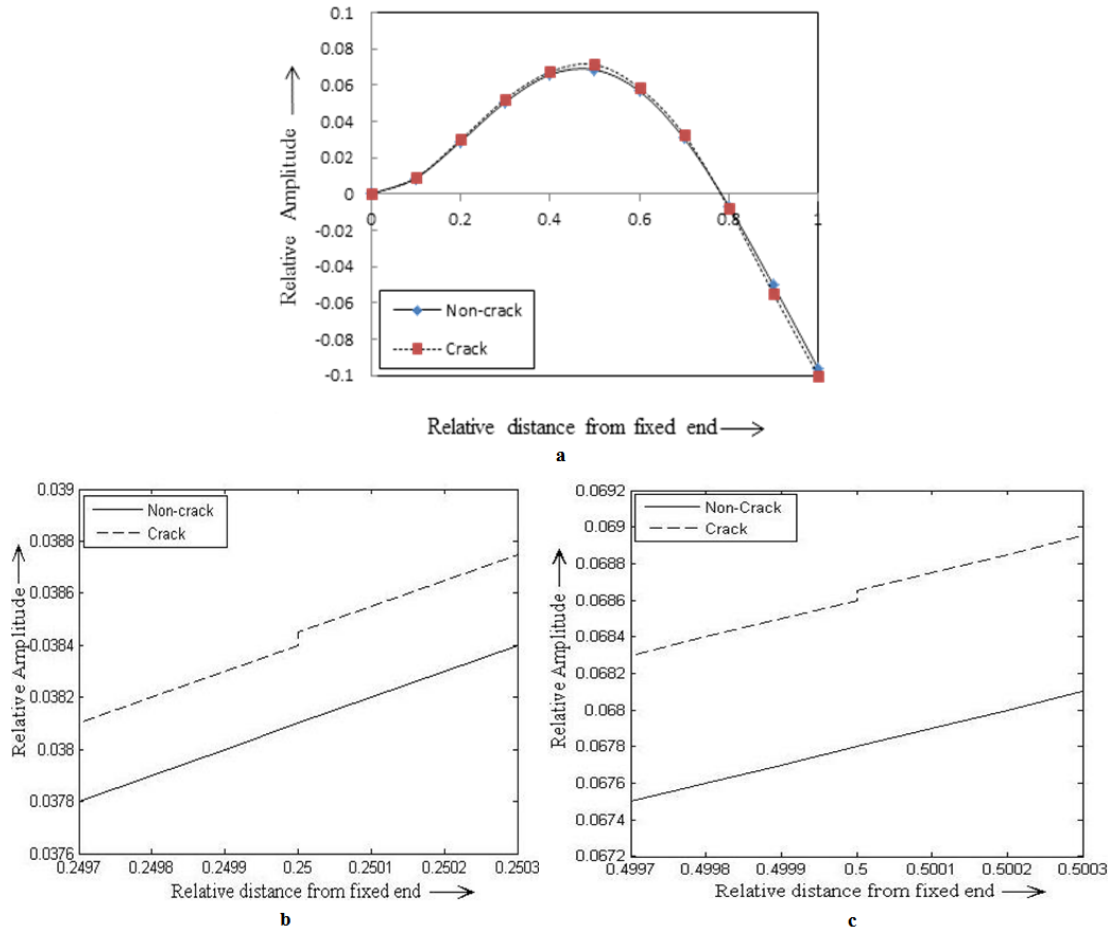 0.1
0.08
0.06
0.04
0.02
0
-0.02
-0.04
-0.06
-0.08
-0.1
Relative Amplitude
0 0.2 0.4 0.6 0.8 1
Non-crack
Crack
Relative distance from fixed end
a
0.039
0.0388
0.0386
0.0384
0.0382
0.038
0.0378
0.0376
Relative Amplitude
Non-crack
Crack
0.2497 0.2498 0.2499 0.25 0.2501 0.2502 0.2503
Relative distance from fixed end
b
0.0692
0.069
0.0688
0.0686
0.0684
0.0682
0.068
0.0678
0.0676
0.0674
0.0672
Relative Amplitude
Non-Crack
Crack
0.4997 0.4998 0.4999 0.5 0.5001 0.5002 0.5003
Relative distance from fixed end
c